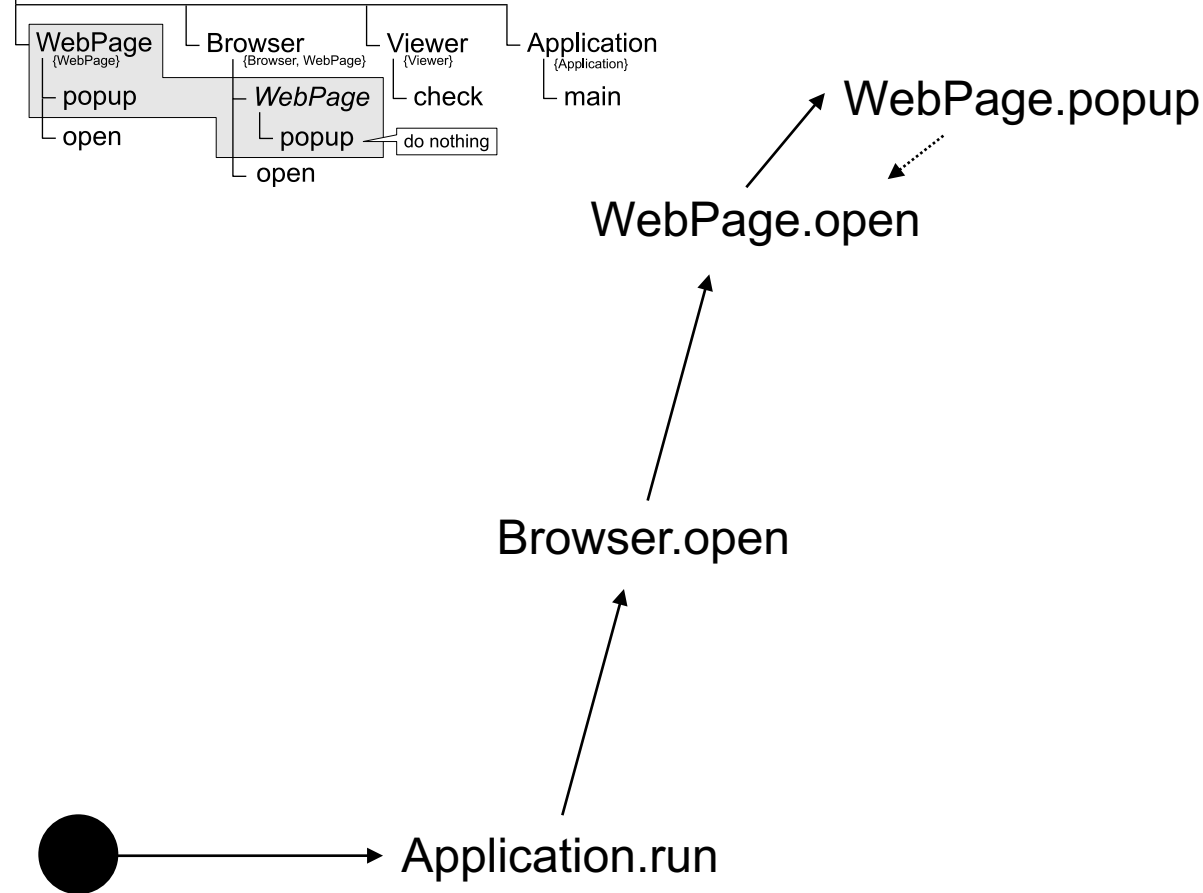 WebPage Browser Viewer Application
{WebPage} {Browser, WebPage} {Viewer} {Application}
popup WebPage check main
open popup do nothing
open
WebPage.popup
WebPage.open
Browser.open
Application.run